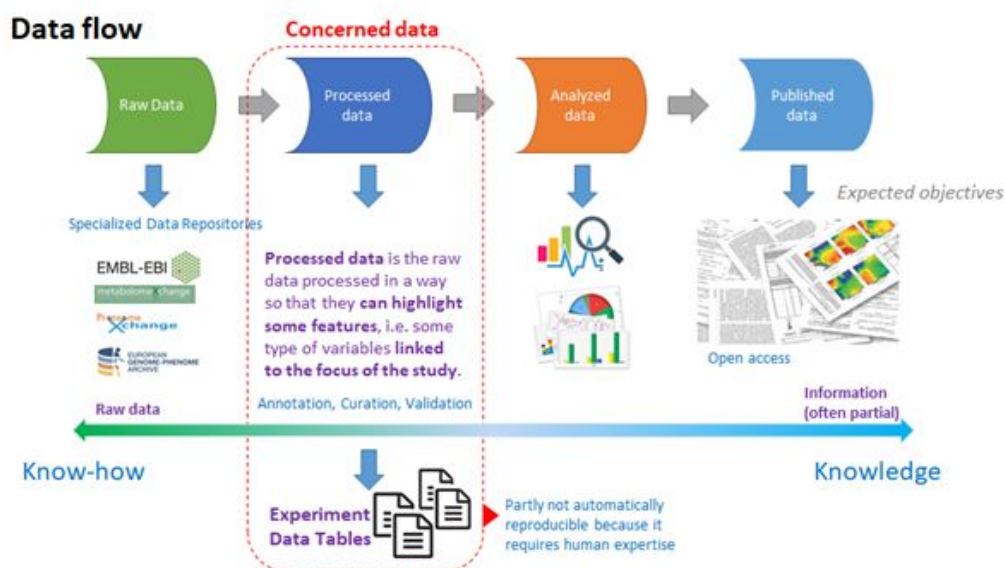 Data flow
Concerned data
Raw Data
Processed
data
Analyzed
data
Published
data
Expected objectives
Specialized Data Repositories
EMBL-EBI
metabolomeXchange
Proteome
Xchange
EUROPEAN
GENOME-PHENOME
ARCHIVE
Processed data is the raw
data processed in a way
so that they can highlight
some features, i.e. some
type of variables linked
to the focus of the study.
Annotation, Curation, Validation
Open access
Raw data
Information
(often partial)
Know-how
Knowledge
Experiment
Data Tables
Partly not automatically
reproducible because it
requires human expertise